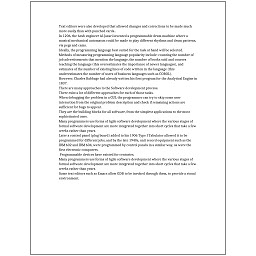 Text editors were also developed that allowed changes and corrections to be made much
more easily than with punched cards.
In 1206, the Arab engineer Al-Jazari invented a programmable drum machine where a
musical mechanical automaton could be made to play different rhythms and drum patterns,
via pegs and cams.
Ideally, the programming language best suited for the task at hand will be selected.
Methods of measuring programming language popularity include: counting the number of
job advertisements that mention the language, the number of books sold and courses
teaching the language (this overestimates the importance of newer languages), and
estimates of the number of existing lines of code written in the language (this
underestimates the number of users of business languages such as COBOL).
However, Charles Babbage had already written his first program for the Analytical Engine in
1837.
There are many approaches to the Software development process.
There exist a lot of different approaches for each of those tasks.
When debugging the problem in a GUI, the programmer can try to skip some user
interaction from the original problem description and check if remaining actions are
sufficient for bugs to appear.
They are the building blocks for all software, from the simplest applications to the most
sophisticated ones.
Many programmers use forms of Agile software development where the various stages of
formal software development are more integrated together into short cycles that take a few
weeks rather than years.
Later a control panel (plug board) added to his 1906 Type I Tabulator allowed it to be
programmed for different jobs, and by the late 1940s, unit record equipment such as the
IBM 602 and IBM 604, were programmed by control panels in a similar way, as were the
first electronic computers.
Programmable devices have existed for centuries.
Many programmers use forms of Agile software development where the various stages of
formal software development are more integrated together into short cycles that take a few
weeks rather than years.
Some text editors such as Emacs allow GDB to be invoked through them, to provide a visual
environment.